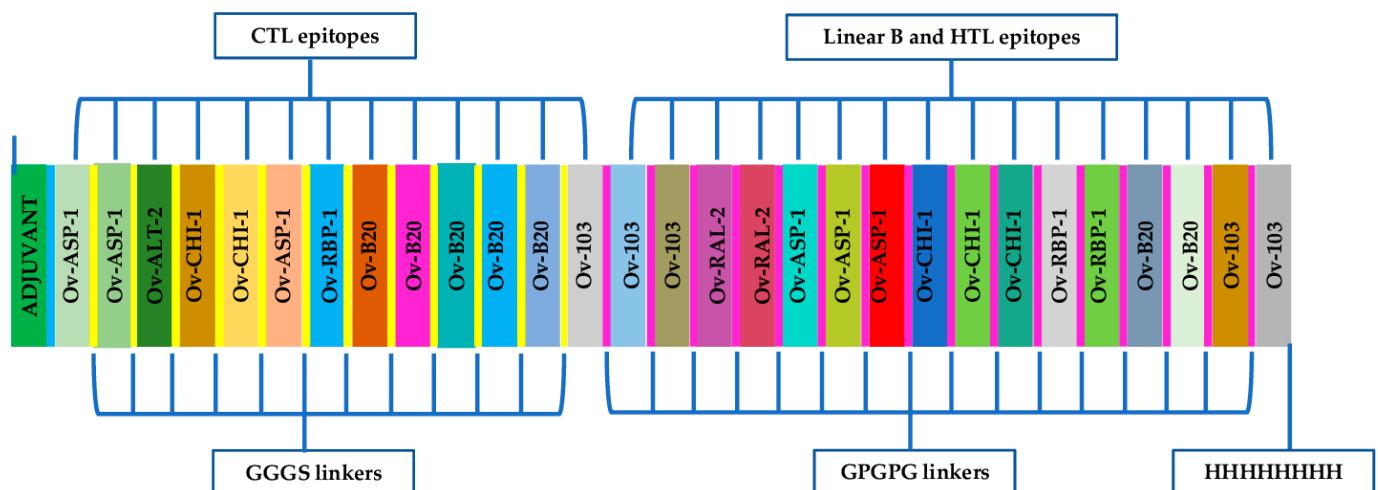 CTL epitopes
Linear B and HTL epitopes
ADJUVANT
Ov-ASP-1
Ov-ASP-1
Ov-ALT-2
Ov-CHI-1
Ov-CHI-1
Ov-ASP-1
Ov-RBP-1
Ov-B20
Ov-B20
Ov-B20
Ov-B20
Ov-B20
Ov-103
Ov-103
Ov-103
Ov-RAL-2
Ov-RAL-2
Ov-ASP-1
Ov-ASP-1
Ov-ASP-1
Ov-CHI-1
Ov-CHI-1
Ov-CHI-1
Ov-RBP-1
Ov-RBP-1
Ov-B20
Ov-B20
Ov-103
Ov-103
GGGS linkers
GPGPG linkers
HHHHHHHH